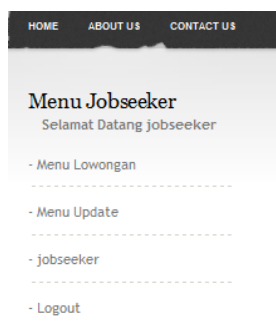 HOME ABOUT US CONTACT US
Menu Jobseeker
Selamat Datang jobseeker
- Menu Lowongan
- Menu Update
- jobseeker
- Logout